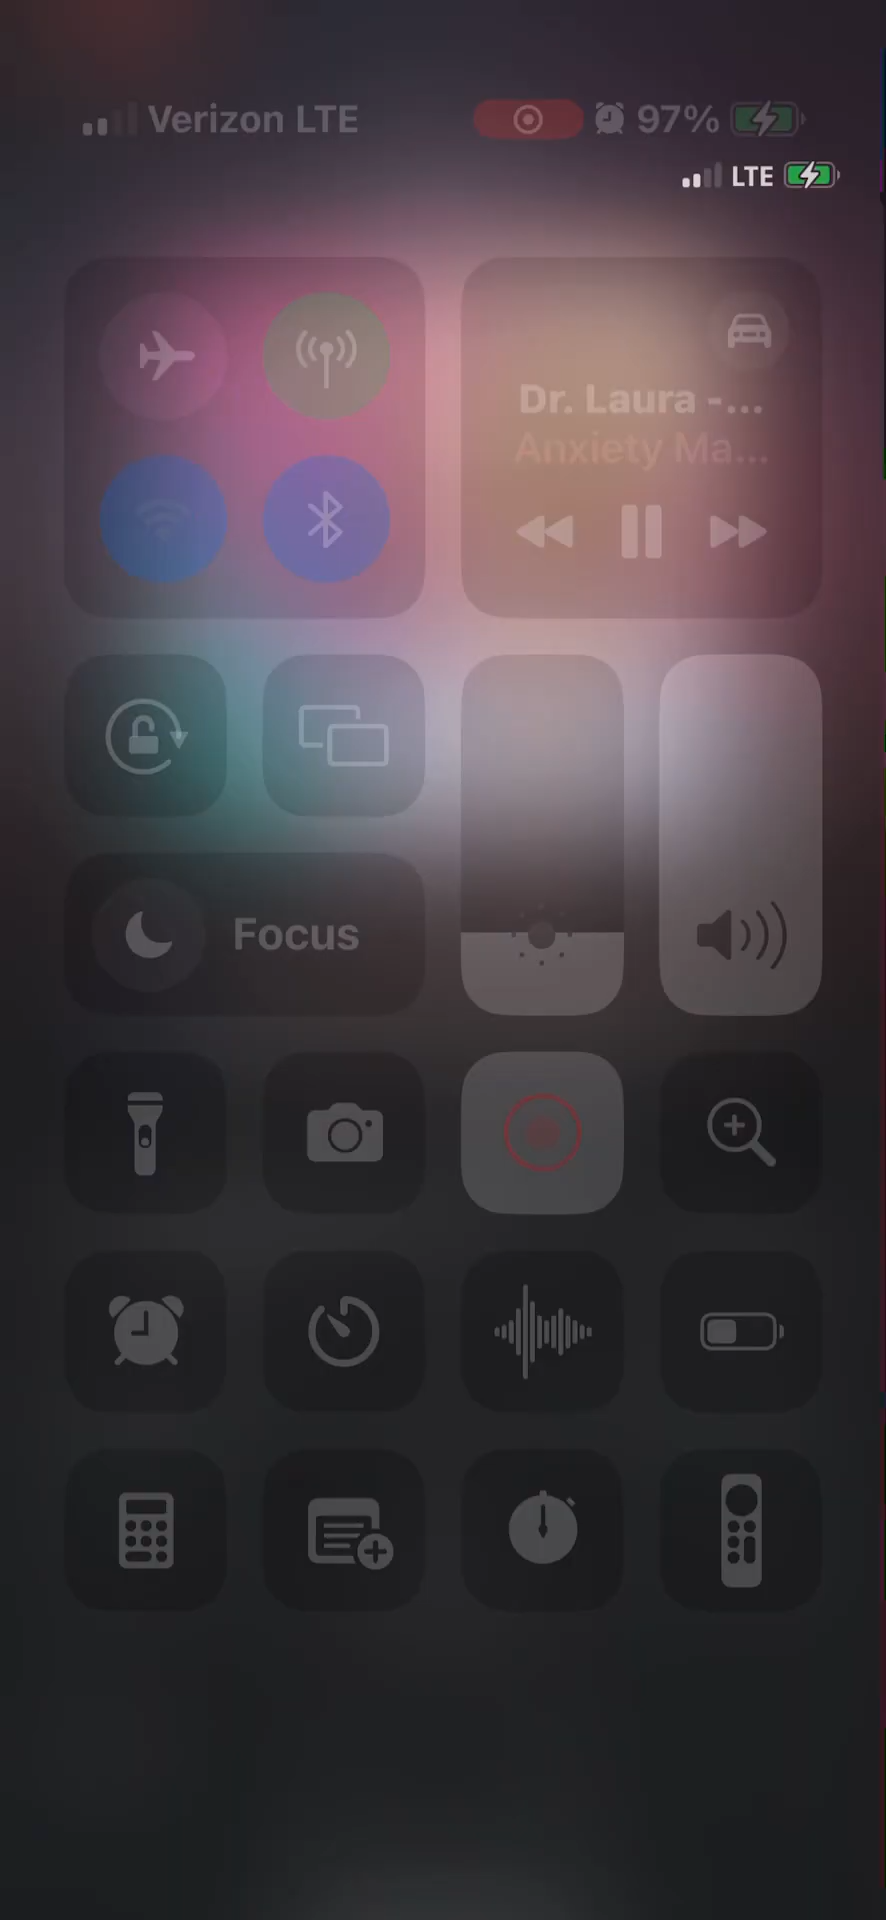 Verizon LTE 97%
LTE
Dr. Laura -...
Anxiety Ma...
Focus